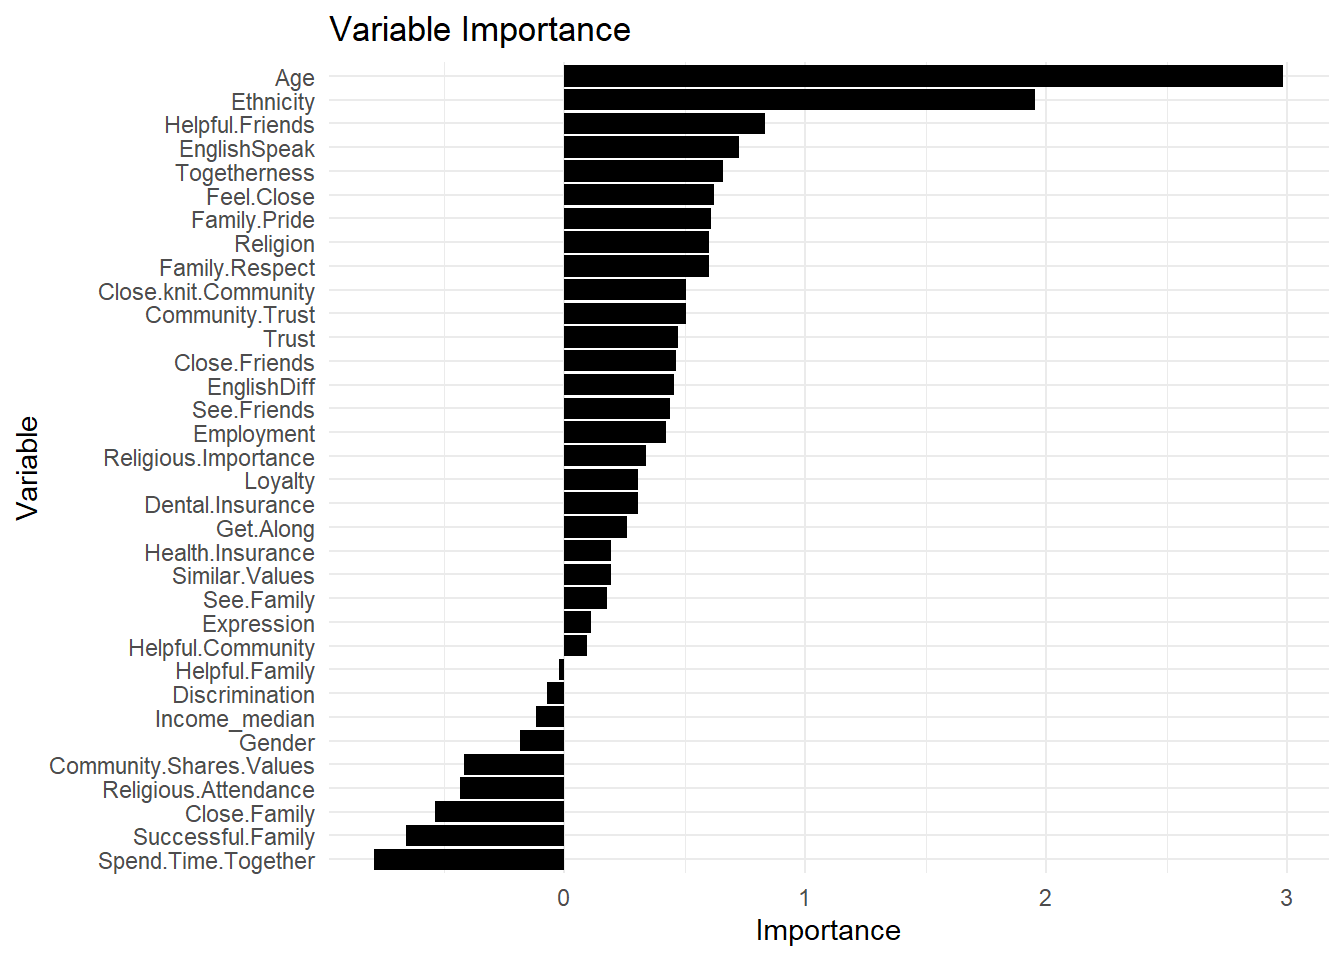 Variable Importance
Variable
Age
Ethnicity
Helpful.Friends
EnglishSpeak
Togetherness
Feel.Close
Family.Pride
Religion
Family.Respect
Close.knit.Community
Community.Trust
Trust
Close.Friends
EnglishDiff
See.Friends
Employment
Religious.Importance
Loyalty
Dental.Insurance
Get.Along
Health.Insurance
Similar.Values
See.Family
Expression
Helpful.Community
Helpful.Family
Discrimination
Income_median
Gender
Community.Shares.Values
Religious.Attendance
Close.Family
Successful.Family
Spend.Time.Together
0 1 2 3
Importance